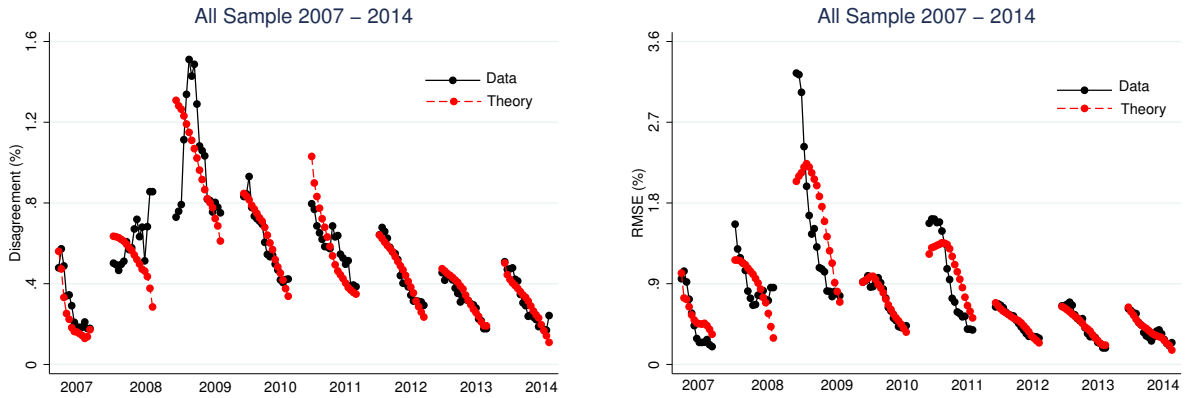 All Sample 2007 – 2014
Disagreement (%)
1.6
1.2
.8
.4
0
Data
Theory
2007 2008 2009 2010 2011 2012 2013 2014
All Sample 2007 – 2014
RMSE (%)
3.6
2.7
1.8
.9
0
Data
Theory
2007 2008 2009 2010 2011 2012 2013 2014